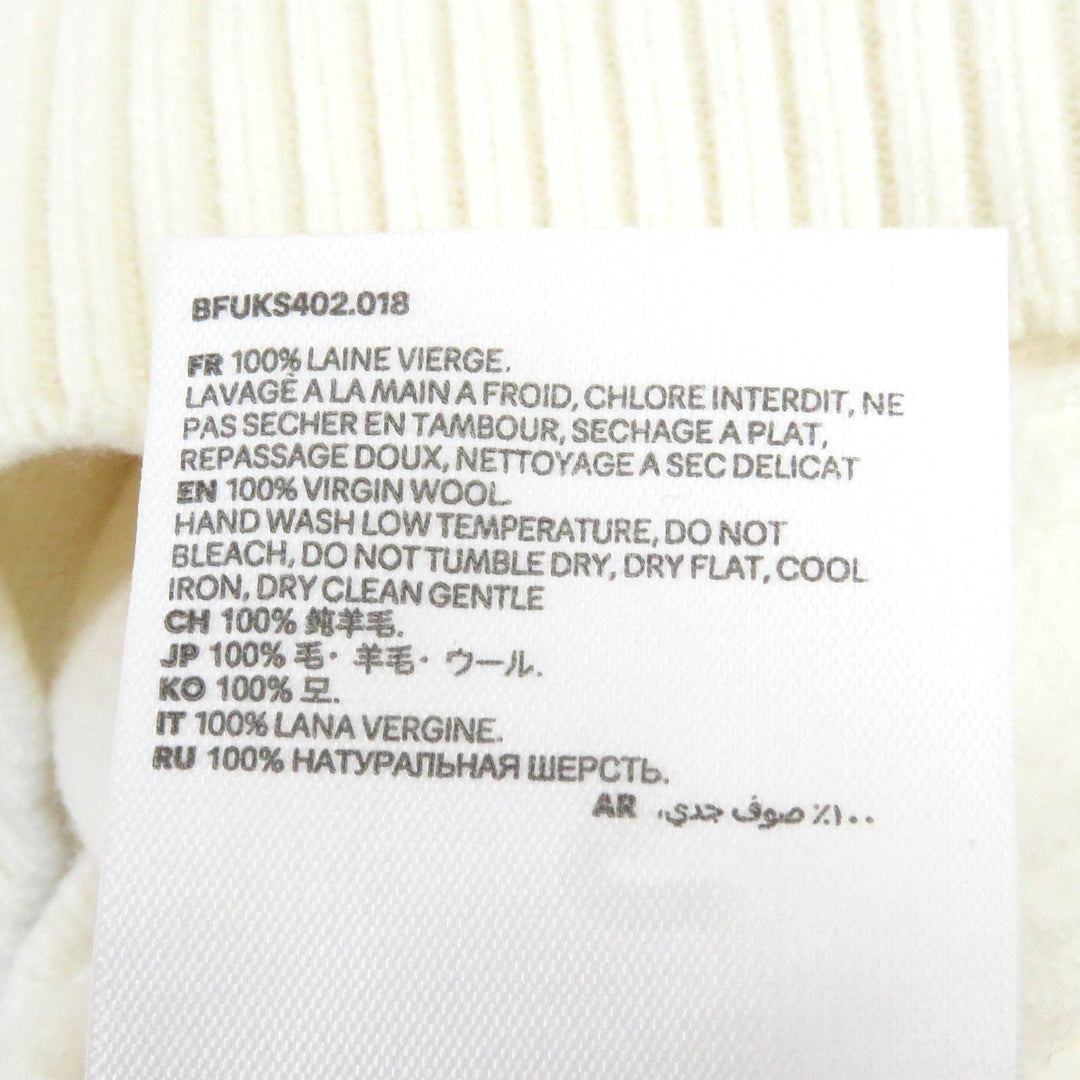 BFUKS402.018
FR 100% LAINE VIERGE.
LAVAGE A LA MAIN A FROID, CHLORE INTERDIT, NE
PAS SECHER EN TAMBOUR, SECHAGE A PLAT,
REPASSAGE DOUX, NETTOYAGE A SEC DELICAT
EN 100% VIRGIN WOOL.
HAND WASH LOW TEMPERATURE, DO NOT
BLEACH, DO NOT TUMBLE DRY, DRY FLAT, COOL
IRON, DRY CLEAN GENTLE
CH 100% 纯羊毛.
JP 100% 毛・羊毛・ウール.
KO 100% 모.
IT 100% LANA VERGINE.
RU 100% НАТУРАЛЬНАЯ ШЕРСТЬ.
AR ١٠٠٪ صوف جدي.